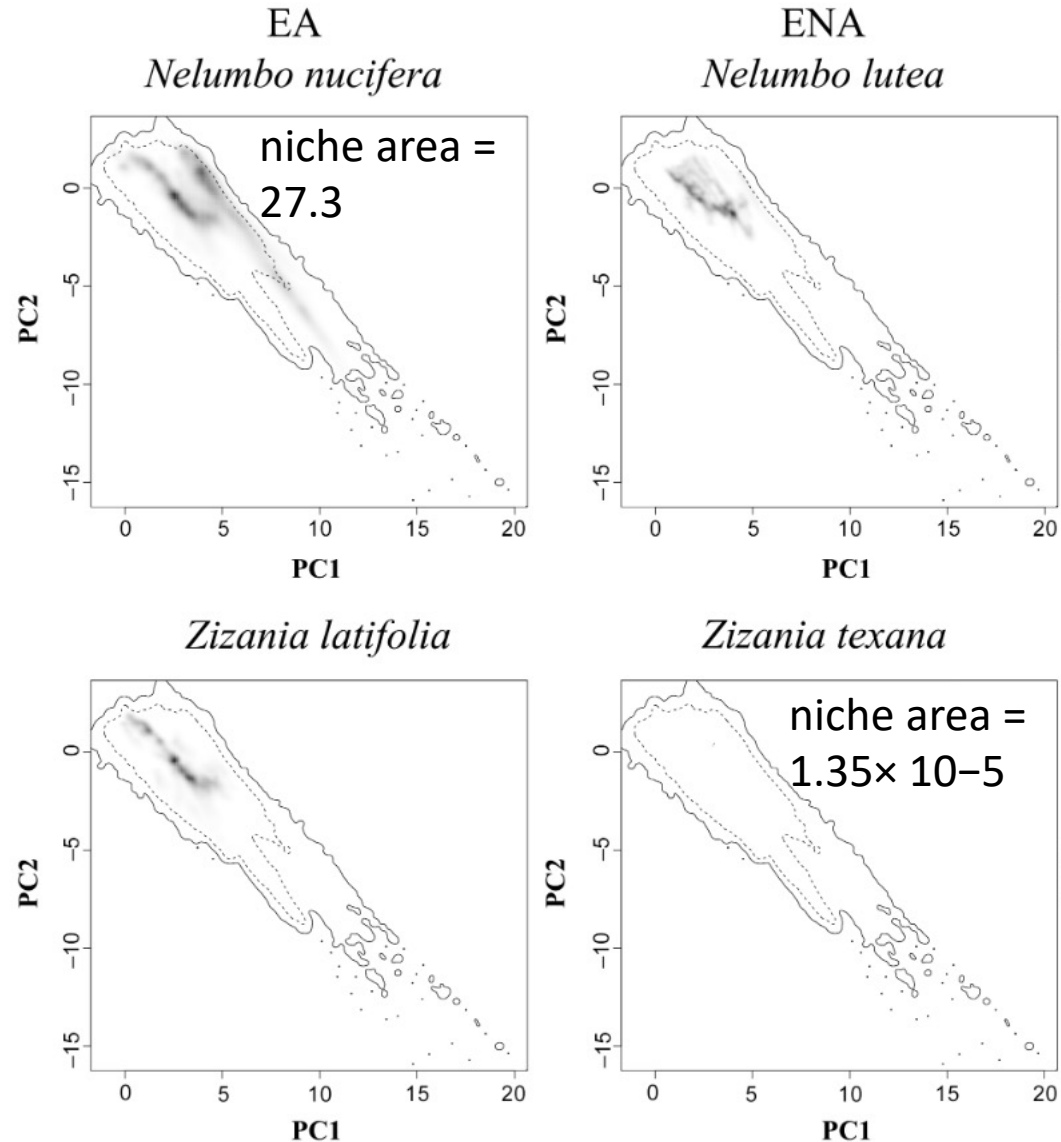 EA
ENA
Nelumbo nucifera
Nelumbo lutea
niche area =
27.3
0
−5
−10
−15
PC2
0 5 10 15 20
PC1
0
−5
−10
−15
PC2
0 5 10 15 20
PC1
Zizania latifolia
Zizania texana
0
−5
−10
−15
PC2
0 5 10 15 20
PC1
niche area =
1.35× 10−5
0
−5
−10
−15
PC2
0 5 10 15 20
PC1